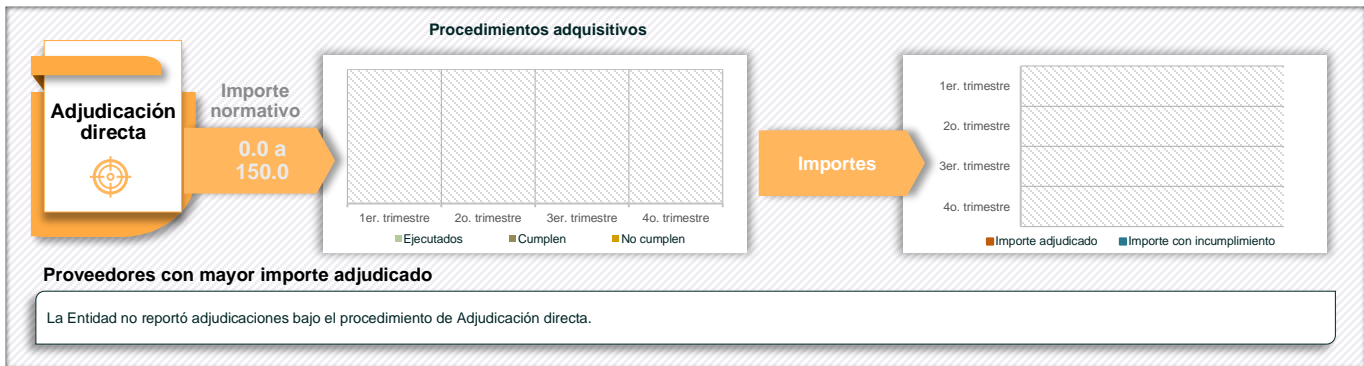 Procedimientos adquisitivos
Adjudicación
directa
Importe
normativo
0.0 a
150.0
1er. trimestre 2o. trimestre 3er. trimestre 4o. trimestre
Ejecutados Cumplen No cumplen
Importes
1er. trimestre
2o. trimestre
3er. trimestre
4o. trimestre
Importe adjudicado Importe con incumplimiento
Proveedores con mayor importe adjudicado
La Entidad no reportó adjudicaciones bajo el procedimiento de Adjudicación directa.